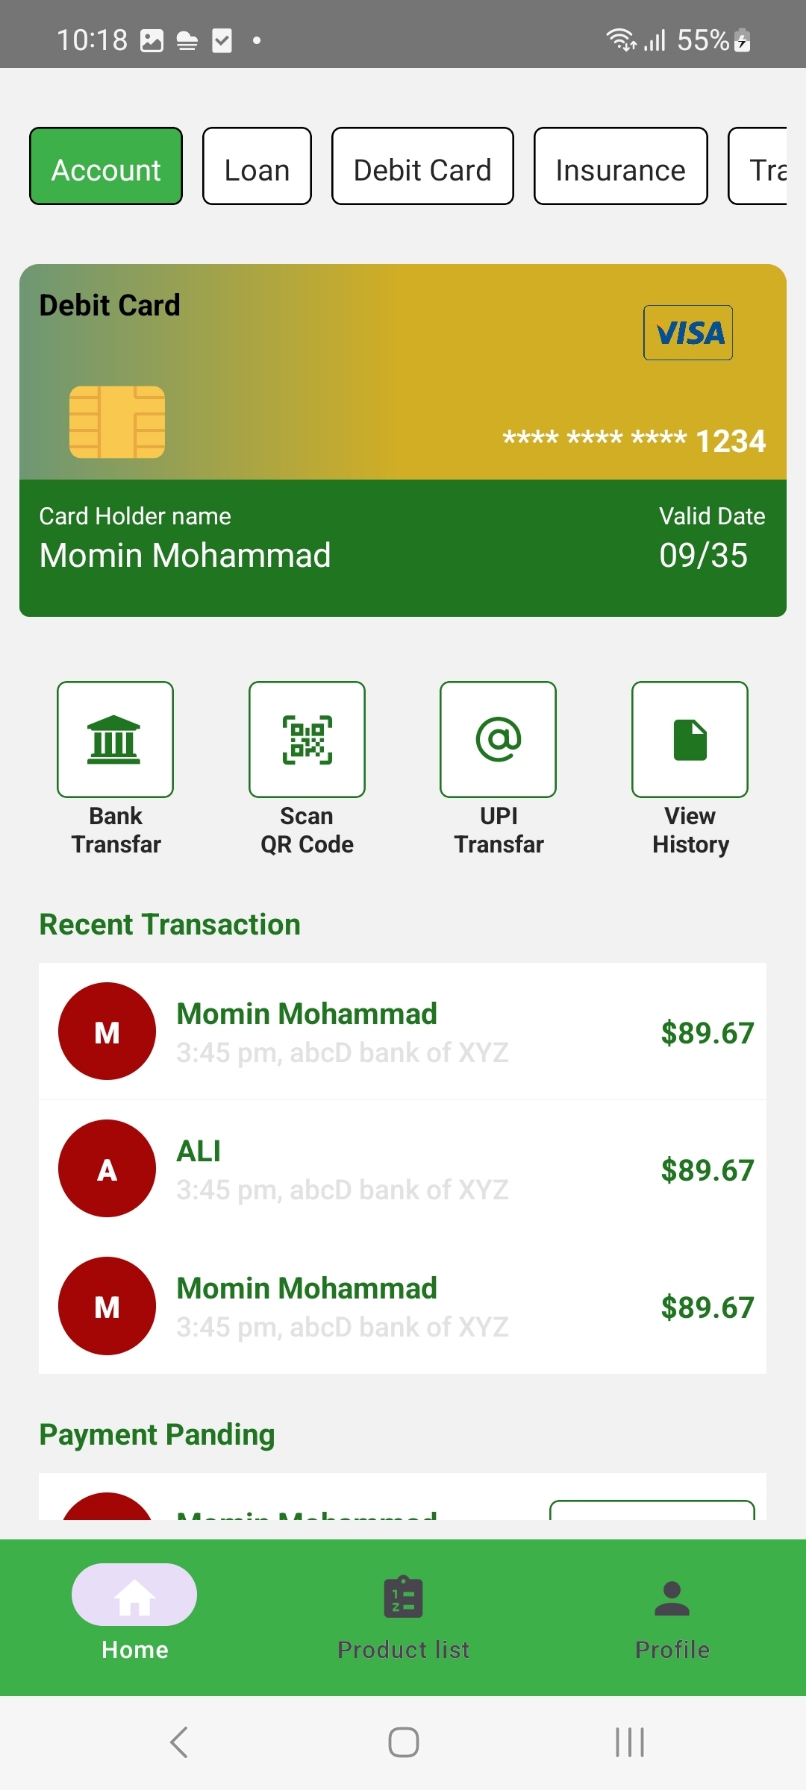 10:18
55%
Account
Loan
Debit Card
Insurance
Tra
Debit Card
VISA
**** **** **** 1234
Card Holder name
Valid Date
Momin Mohammad
09/35
Bank
Transfar
Scan
QR Code
UPI
Transfar
View
History
Recent Transaction
M
Momin Mohammad
3:45 pm, abcD bank of XYZ
$89.67
A
ALI
3:45 pm, abcD bank of XYZ
$89.67
M
Momin Mohammad
3:45 pm, abcD bank of XYZ
$89.67
Payment Panding
Momin Mohammad
Home
Product list
Profile